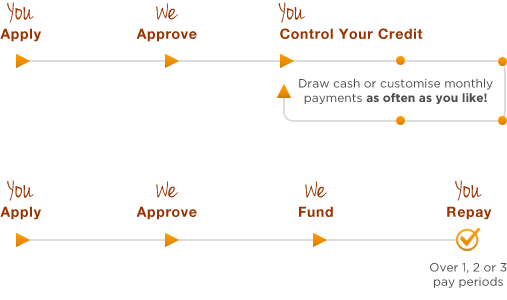 You We You
Apply Approve Control Your Credit
Draw cash or customise monthly
payments as often as you like!
You We We You
Apply Approve Fund Repay
Over 1, 2 or 3
pay periods